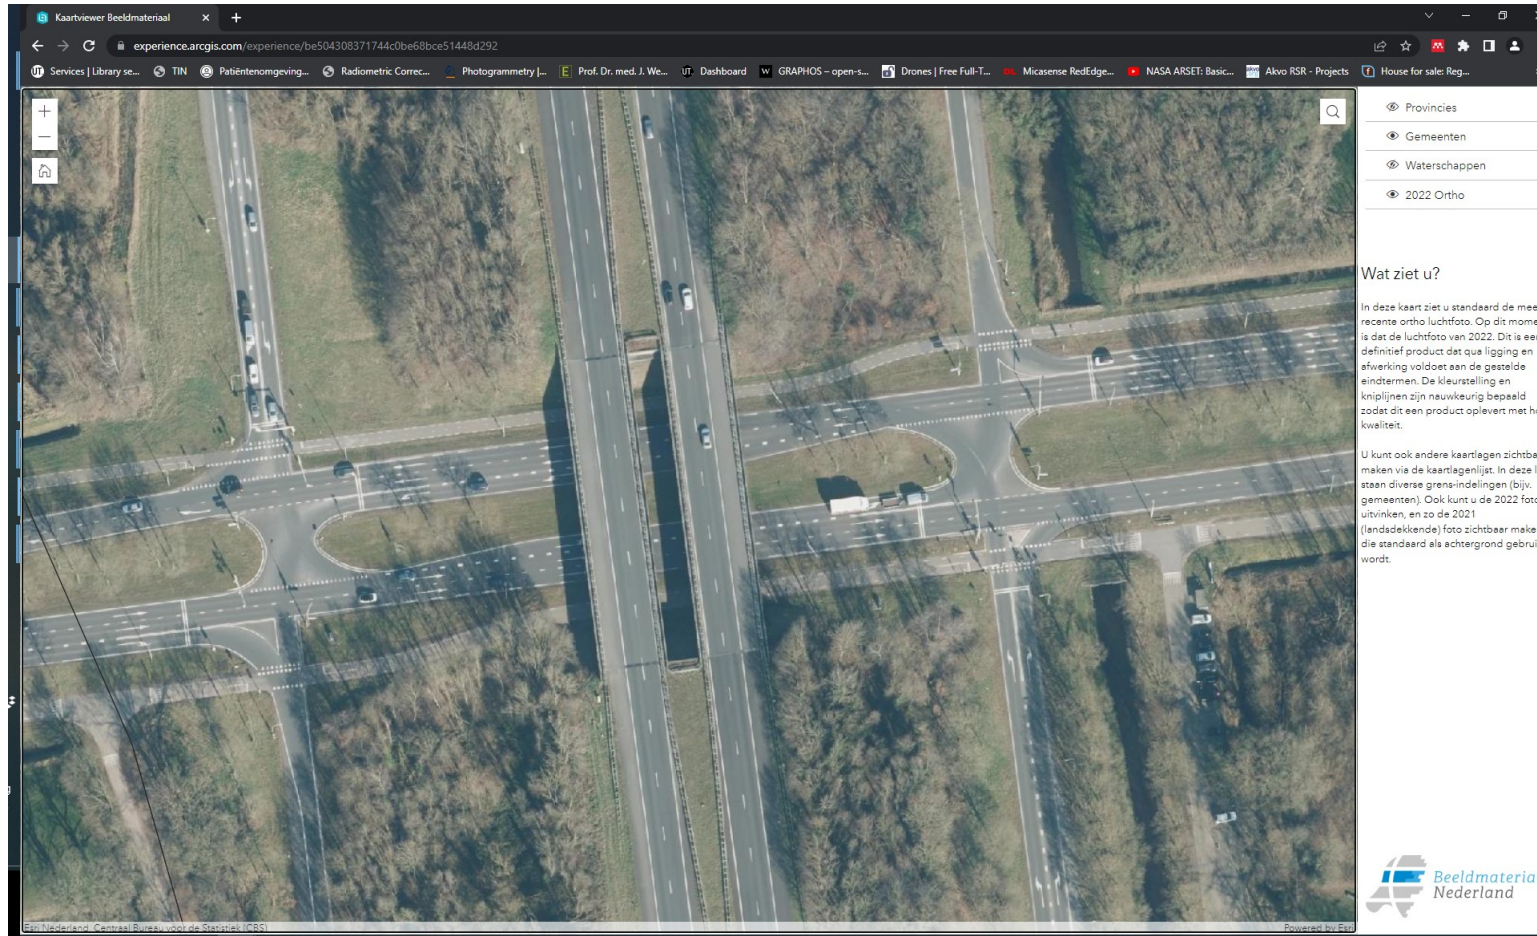 Kaartviewer Beeldmateriaal
experience.arcgis.com/experience/be504308371744c0be68bce51448d292
Services | Library se... TIN Patiëntenomgeving... Radiometric Correc... Photogrammetry |... Prof. Dr. med. J. We... Dashboard GRAPHOS – open-s... Drones | Free Full-T... Micasense RedEdge... NASA ARSET: Basic... Akvo RSR - Projects House for sale: Reg...
Provincies
Gemeenten
Waterschappen
2022 Ortho
Wat ziet u?
In deze kaart ziet u standaard de mee
recente ortho luchtfoto. Op dit mome
is dat de luchtfoto van 2022. Dit is ee
definitief product dat qua ligging en
afwerking voldoet aan de gestelde
eindtermen. De kleurstelling en
kniplijnen zijn nauwkeurig bepaald
zodat dit een product oplevert met h
kwaliteit.
U kunt ook andere kaartlagen zichtba
maken via de kaartlagenlijst. In deze l
staan diverse grens-indelingen (bijv.
gemeenten). Ook kunt u de 2022 foto
uitvinken, en zo de 2021
(landsdekkende) foto zichtbaar make
die standaard als achtergrond gebrui
wordt.
Beeldmateria
Nederland
Esri Nederland, Centraal Bureau voor de Statistiek (CBS)
Powered by Esri